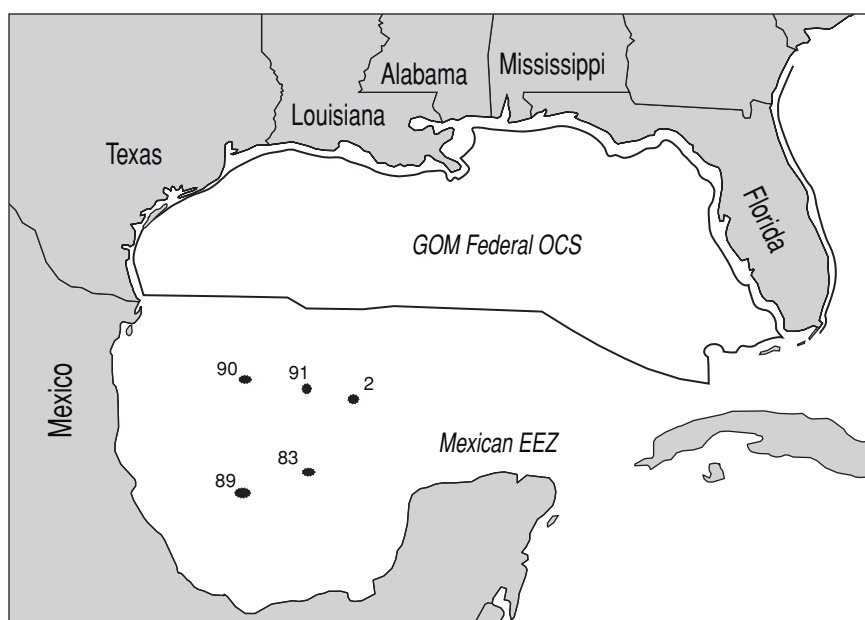 Mississippi
Alabama
Louisiana
Texas
Florida
GOM Federal OCS
90
91
2
Mexico
Mexican EEZ
83
89